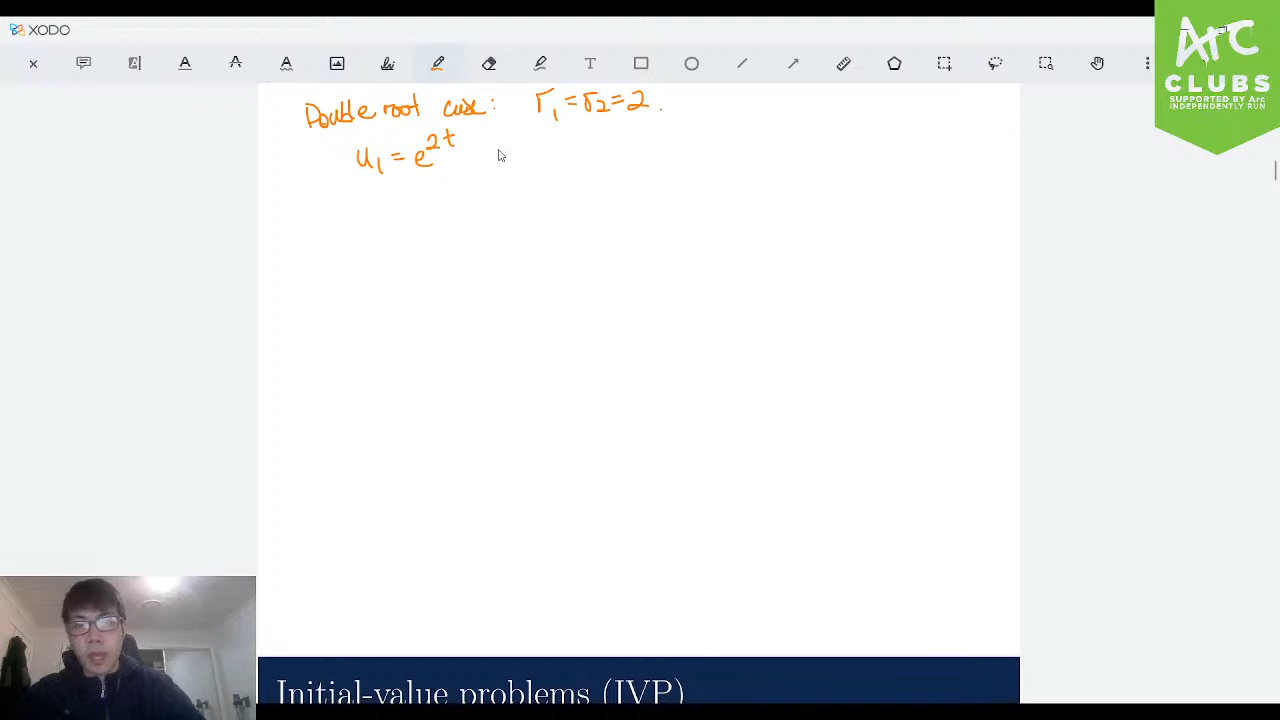 XODO
Arc
CLUBS
SUPPORTED BY Arc
INDEPENDENTLY RUN
T
Double root case: r₁ = r₂ = 2.
u₁ = e^{2t}
Initial-value problems (IVP)